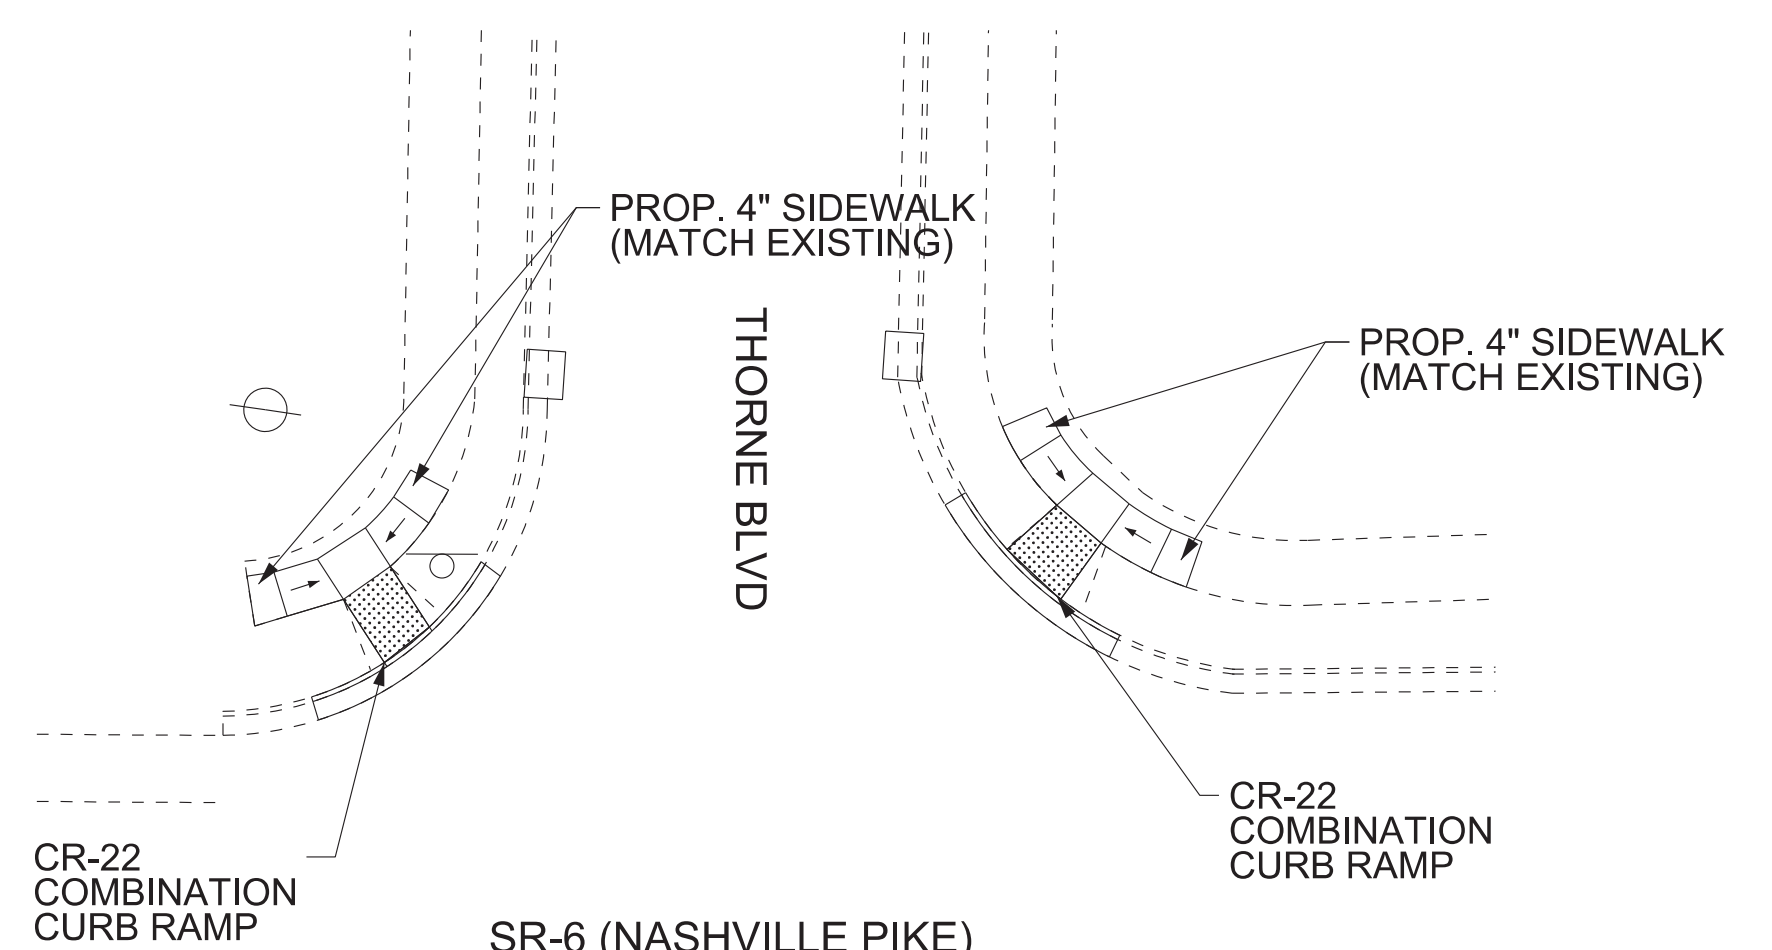 PROP. 4" SIDEWALK
(MATCH EXISTING)
THORNE BLVD
PROP. 4" SIDEWALK
(MATCH EXISTING)
CR-22
COMBINATION
CURB RAMP
CR-22
COMBINATION
CURB RAMP
SR-6 (NASHVILLE PIKE)